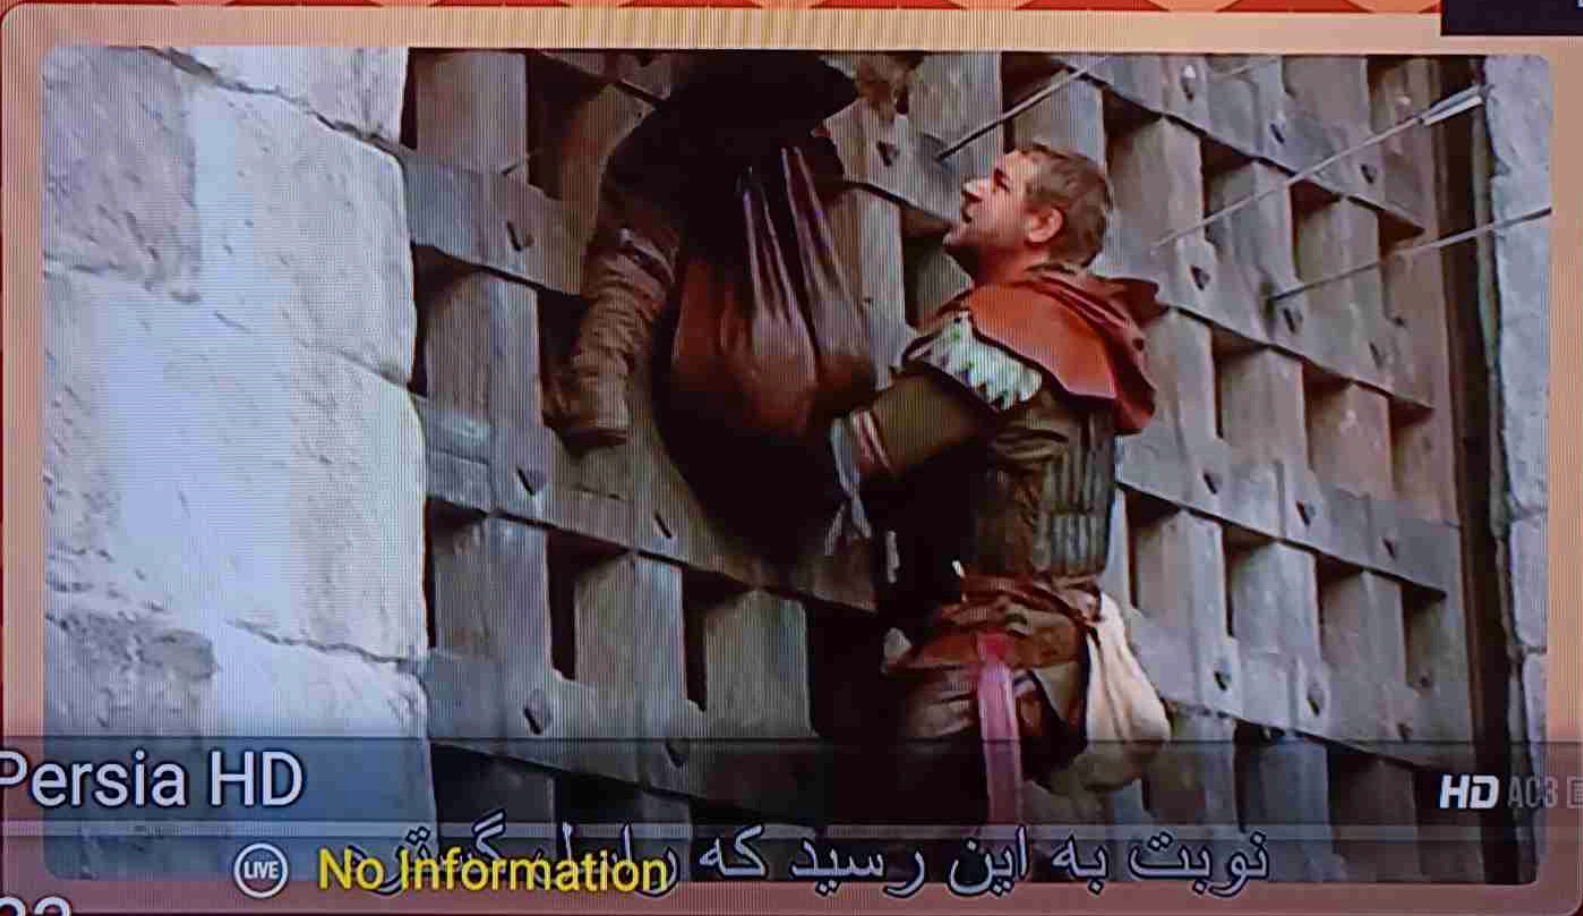 Persia HD
HD AC3
نوبت به این رسید که
LIVE No Information